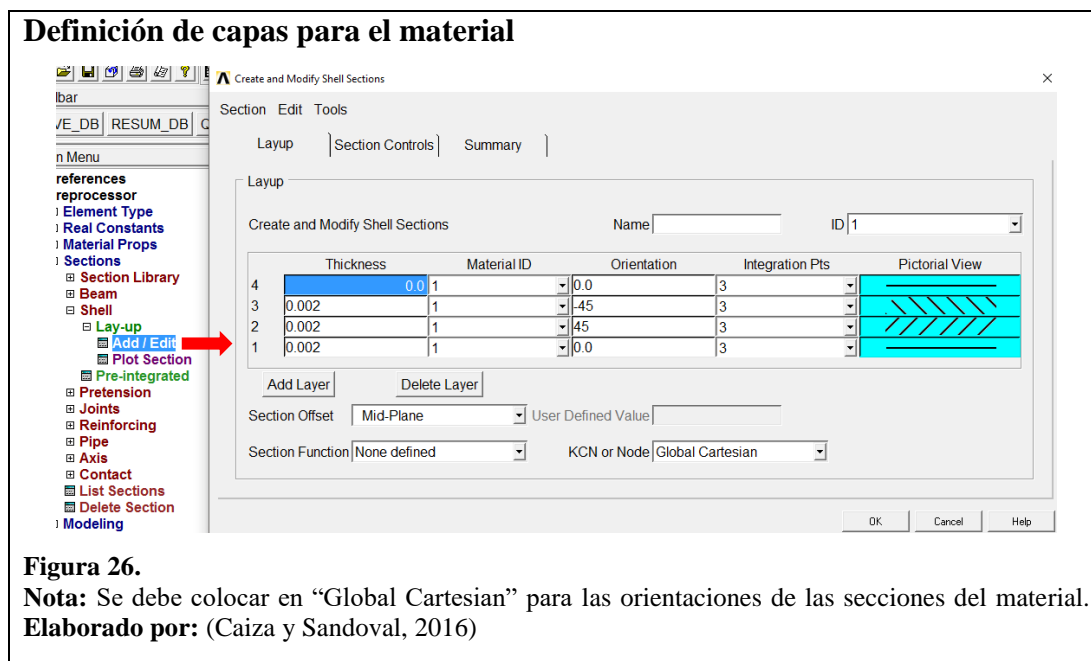 Definición de capas para el material
Create and Modify Shell Sections
lbar
VE_DB RESUM_DB
n Menu
references
reprocessor
Element Type
Real Constants
Material Props
Sections
Section Library
Beam
Shell
Lay-up
Add / Edit
Plot Section
Pre-integrated
Pretension
Joints
Reinforcing
Pipe
Axis
Contact
List Sections
Delete Section
Modeling
Section Edit Tools
Layup Section Controls Summary
Layup
Create and Modify Shell Sections Name ID 1
Thickness Material ID Orientation Integration Pts Pictorial View
4 0.0 1 0.0 3
3 0.002 1 -45 3
2 0.002 1 45 3
1 0.002 1 0.0 3
Add Layer Delete Layer
Section Offset Mid-Plane User Defined Value
Section Function None defined KCN or Node Global Cartesian
OK Cancel Help
Figura 26.
Nota: Se debe colocar en “Global Cartesian” para las orientaciones de las secciones del material.
Elaborado por: (Caiza y Sandoval, 2016)